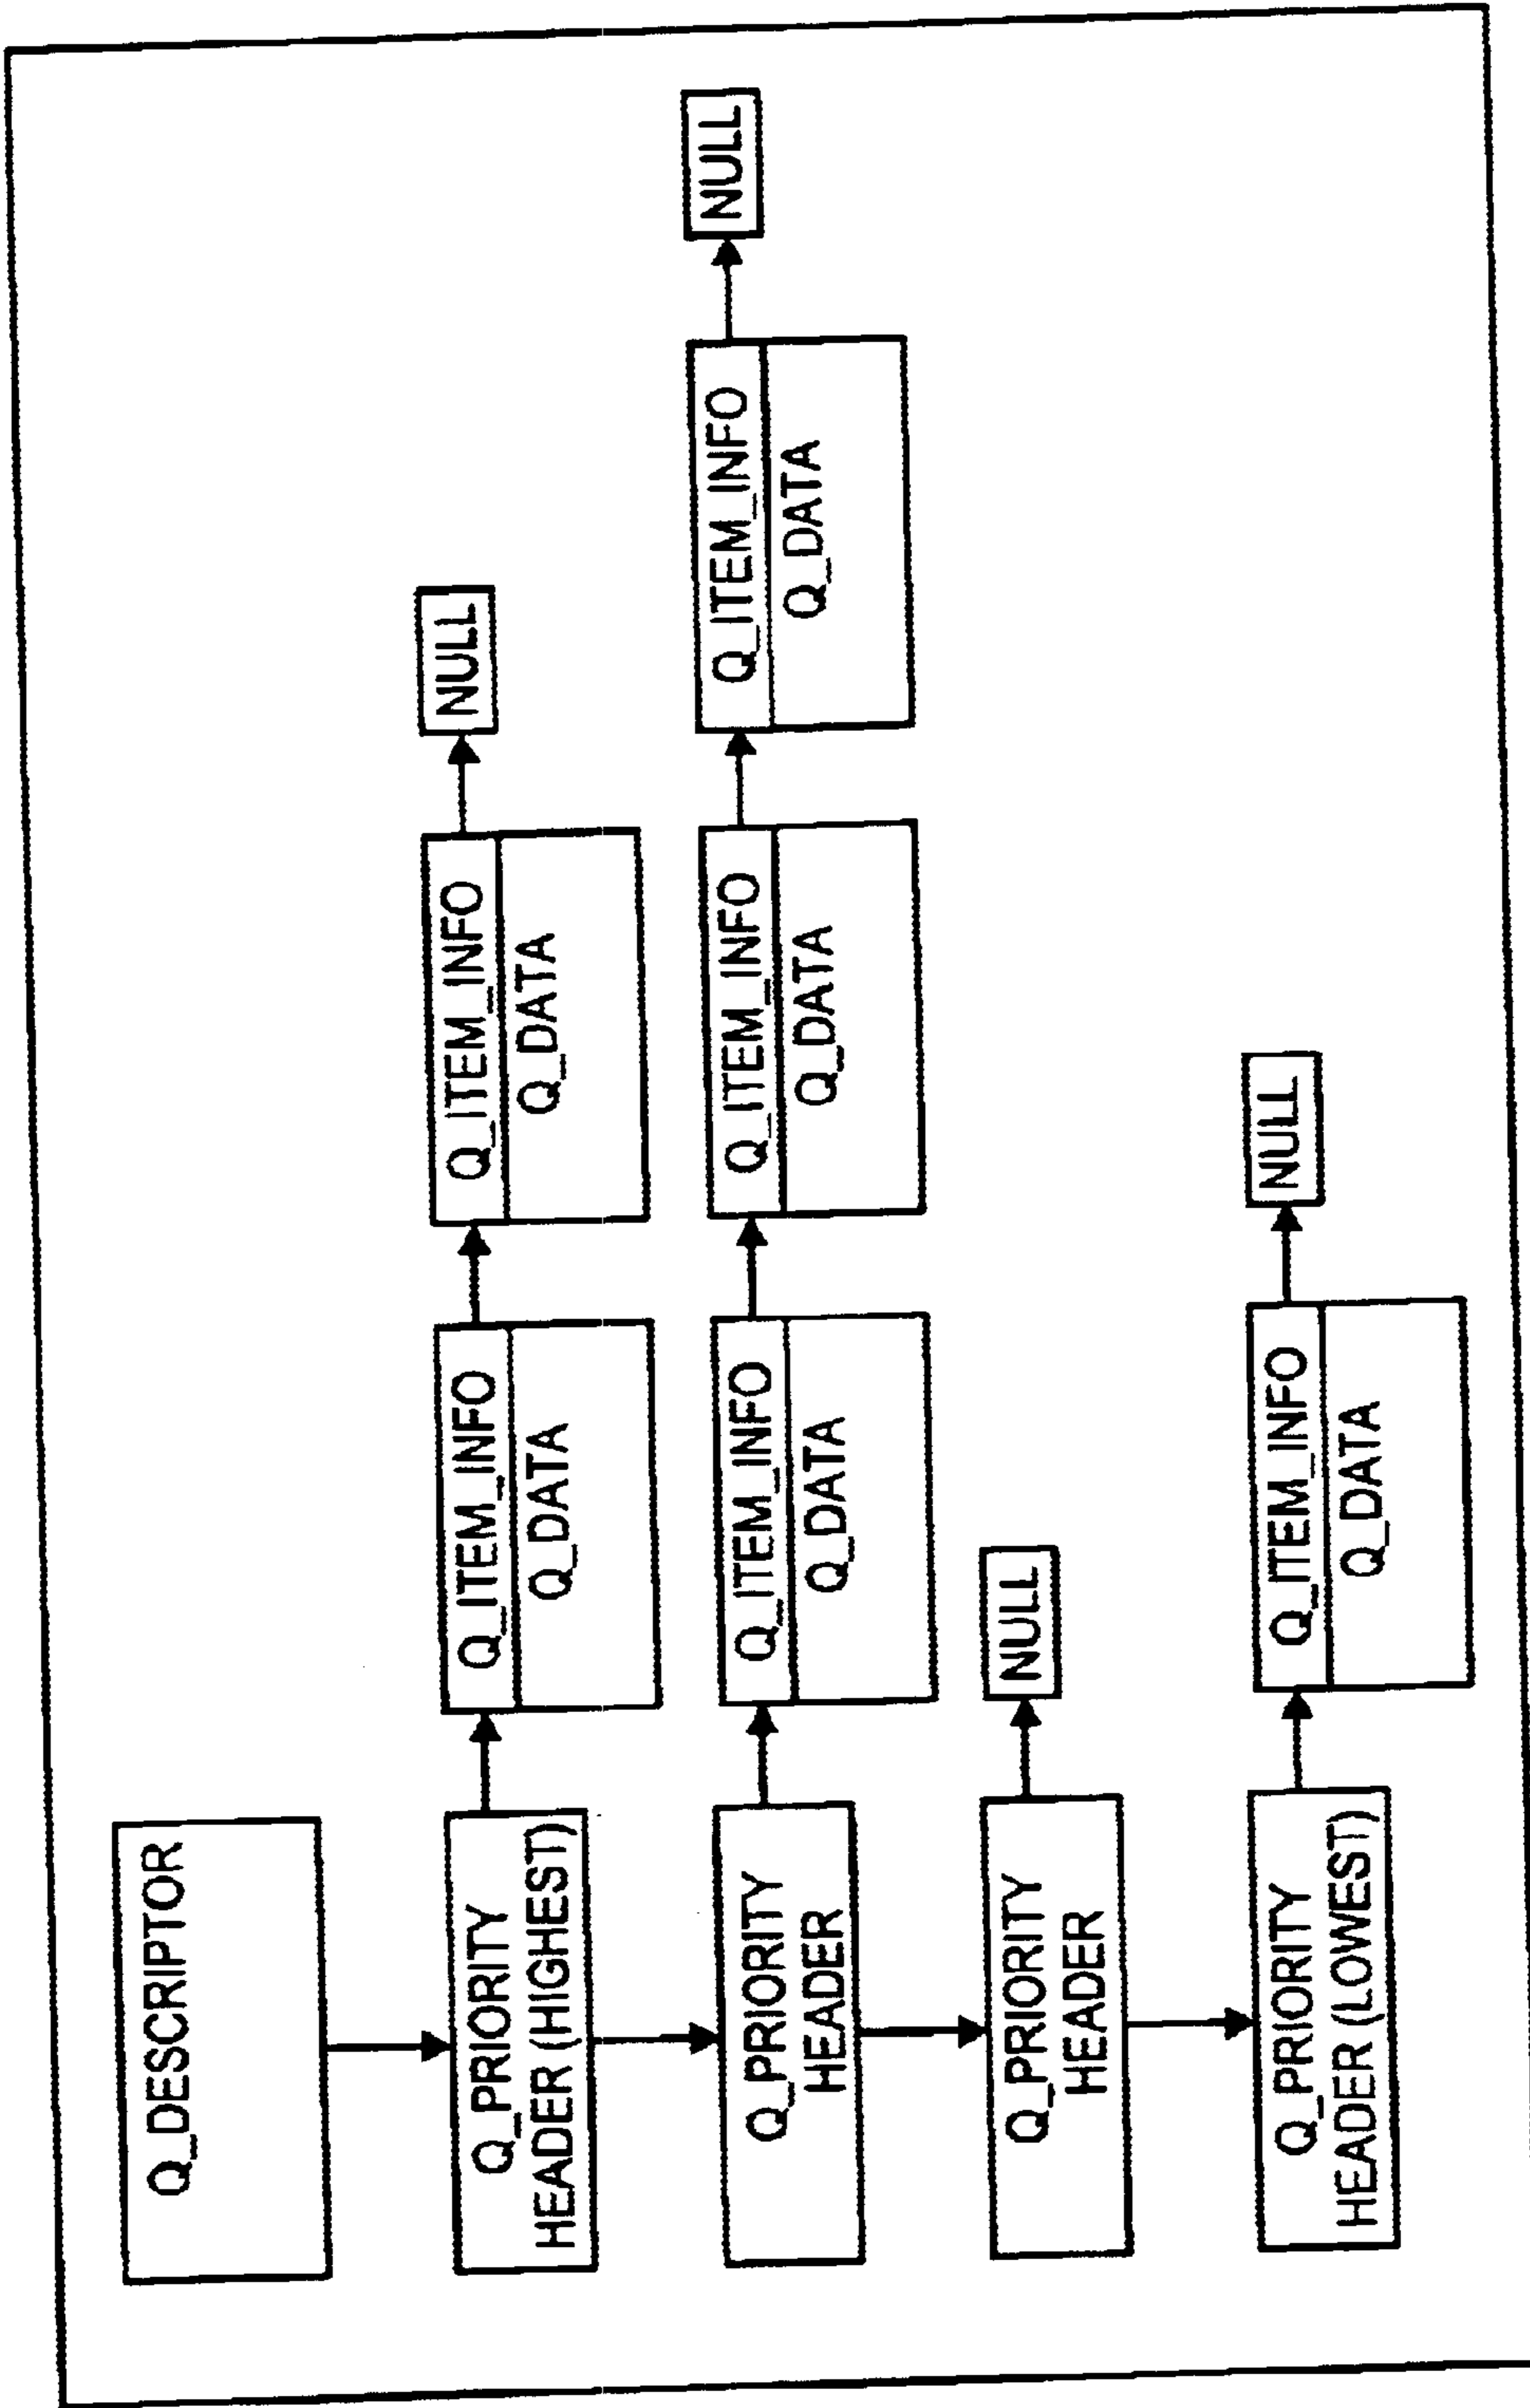 Q_DESCRIPTOR
Q_PRIORITY
HEADER (HIGHEST)
Q_ITEM_INFO
Q_DATA
Q_ITEM_INFO
Q_DATA
NULL
Q_PRIORITY
HEADER
Q_ITEM_INFO
Q_DATA
Q_ITEM_INFO
Q_DATA
Q_ITEM_INFO
Q_DATA
NULL
Q_PRIORITY
HEADER
NULL
Q_PRIORITY
HEADER (LOWEST)
Q_ITEM_INFO
Q_DATA
NULL